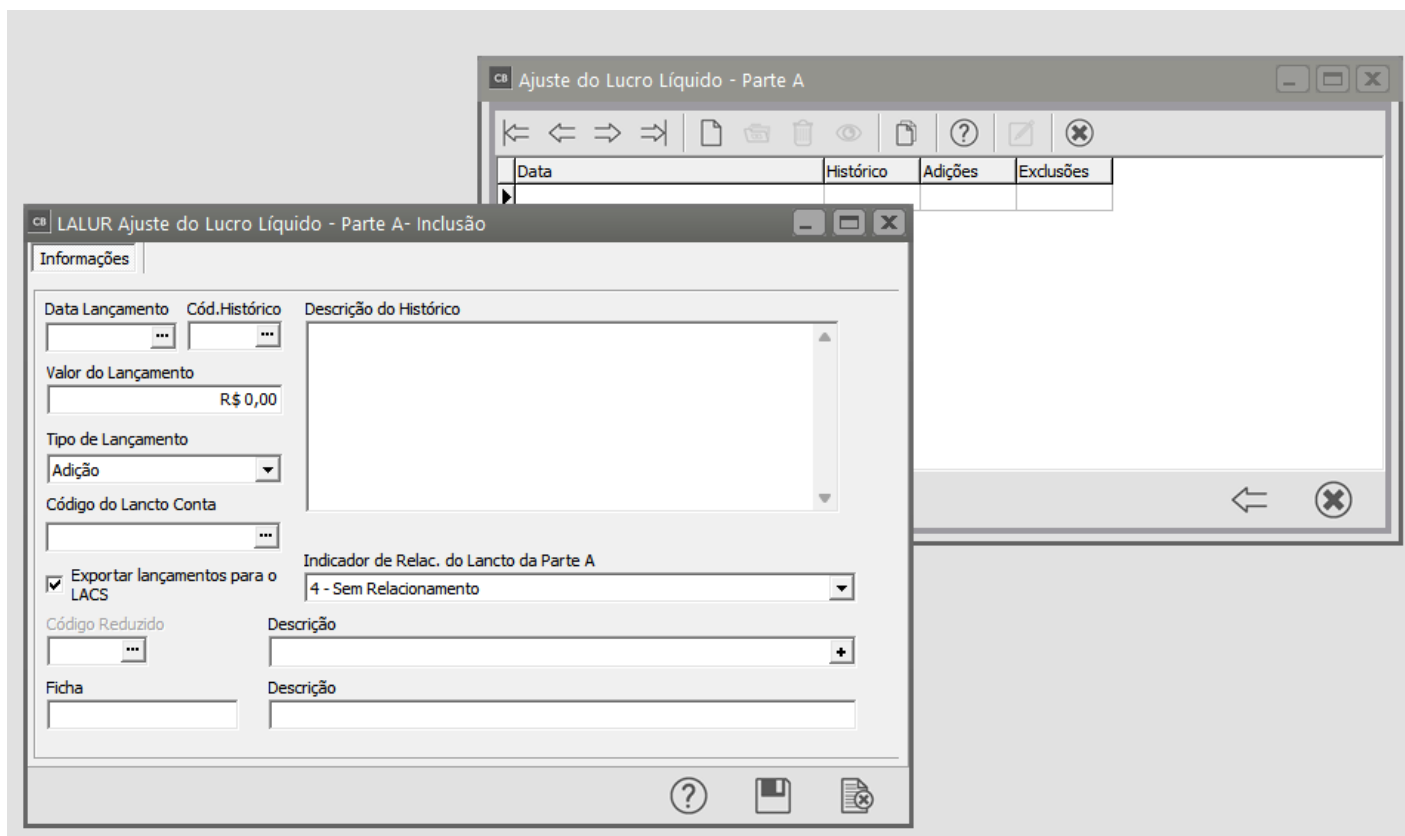 CB Ajuste do Lucro Líquido - Parte A
Data Histórico Adições Exclusões
CB LALUR Ajuste do Lucro Líquido - Parte A- Inclusão
Informações
Data Lançamento Cód.Histórico Descrição do Histórico
Valor do Lançamento
R$ 0,00
Tipo de Lançamento
Adição
Código do Lancto Conta
Indicador de Relac. do Lancto da Parte A
Exportar lançamentos para o
LACS
4 - Sem Relacionamento
Código Reduzido Descrição
Ficha Descrição